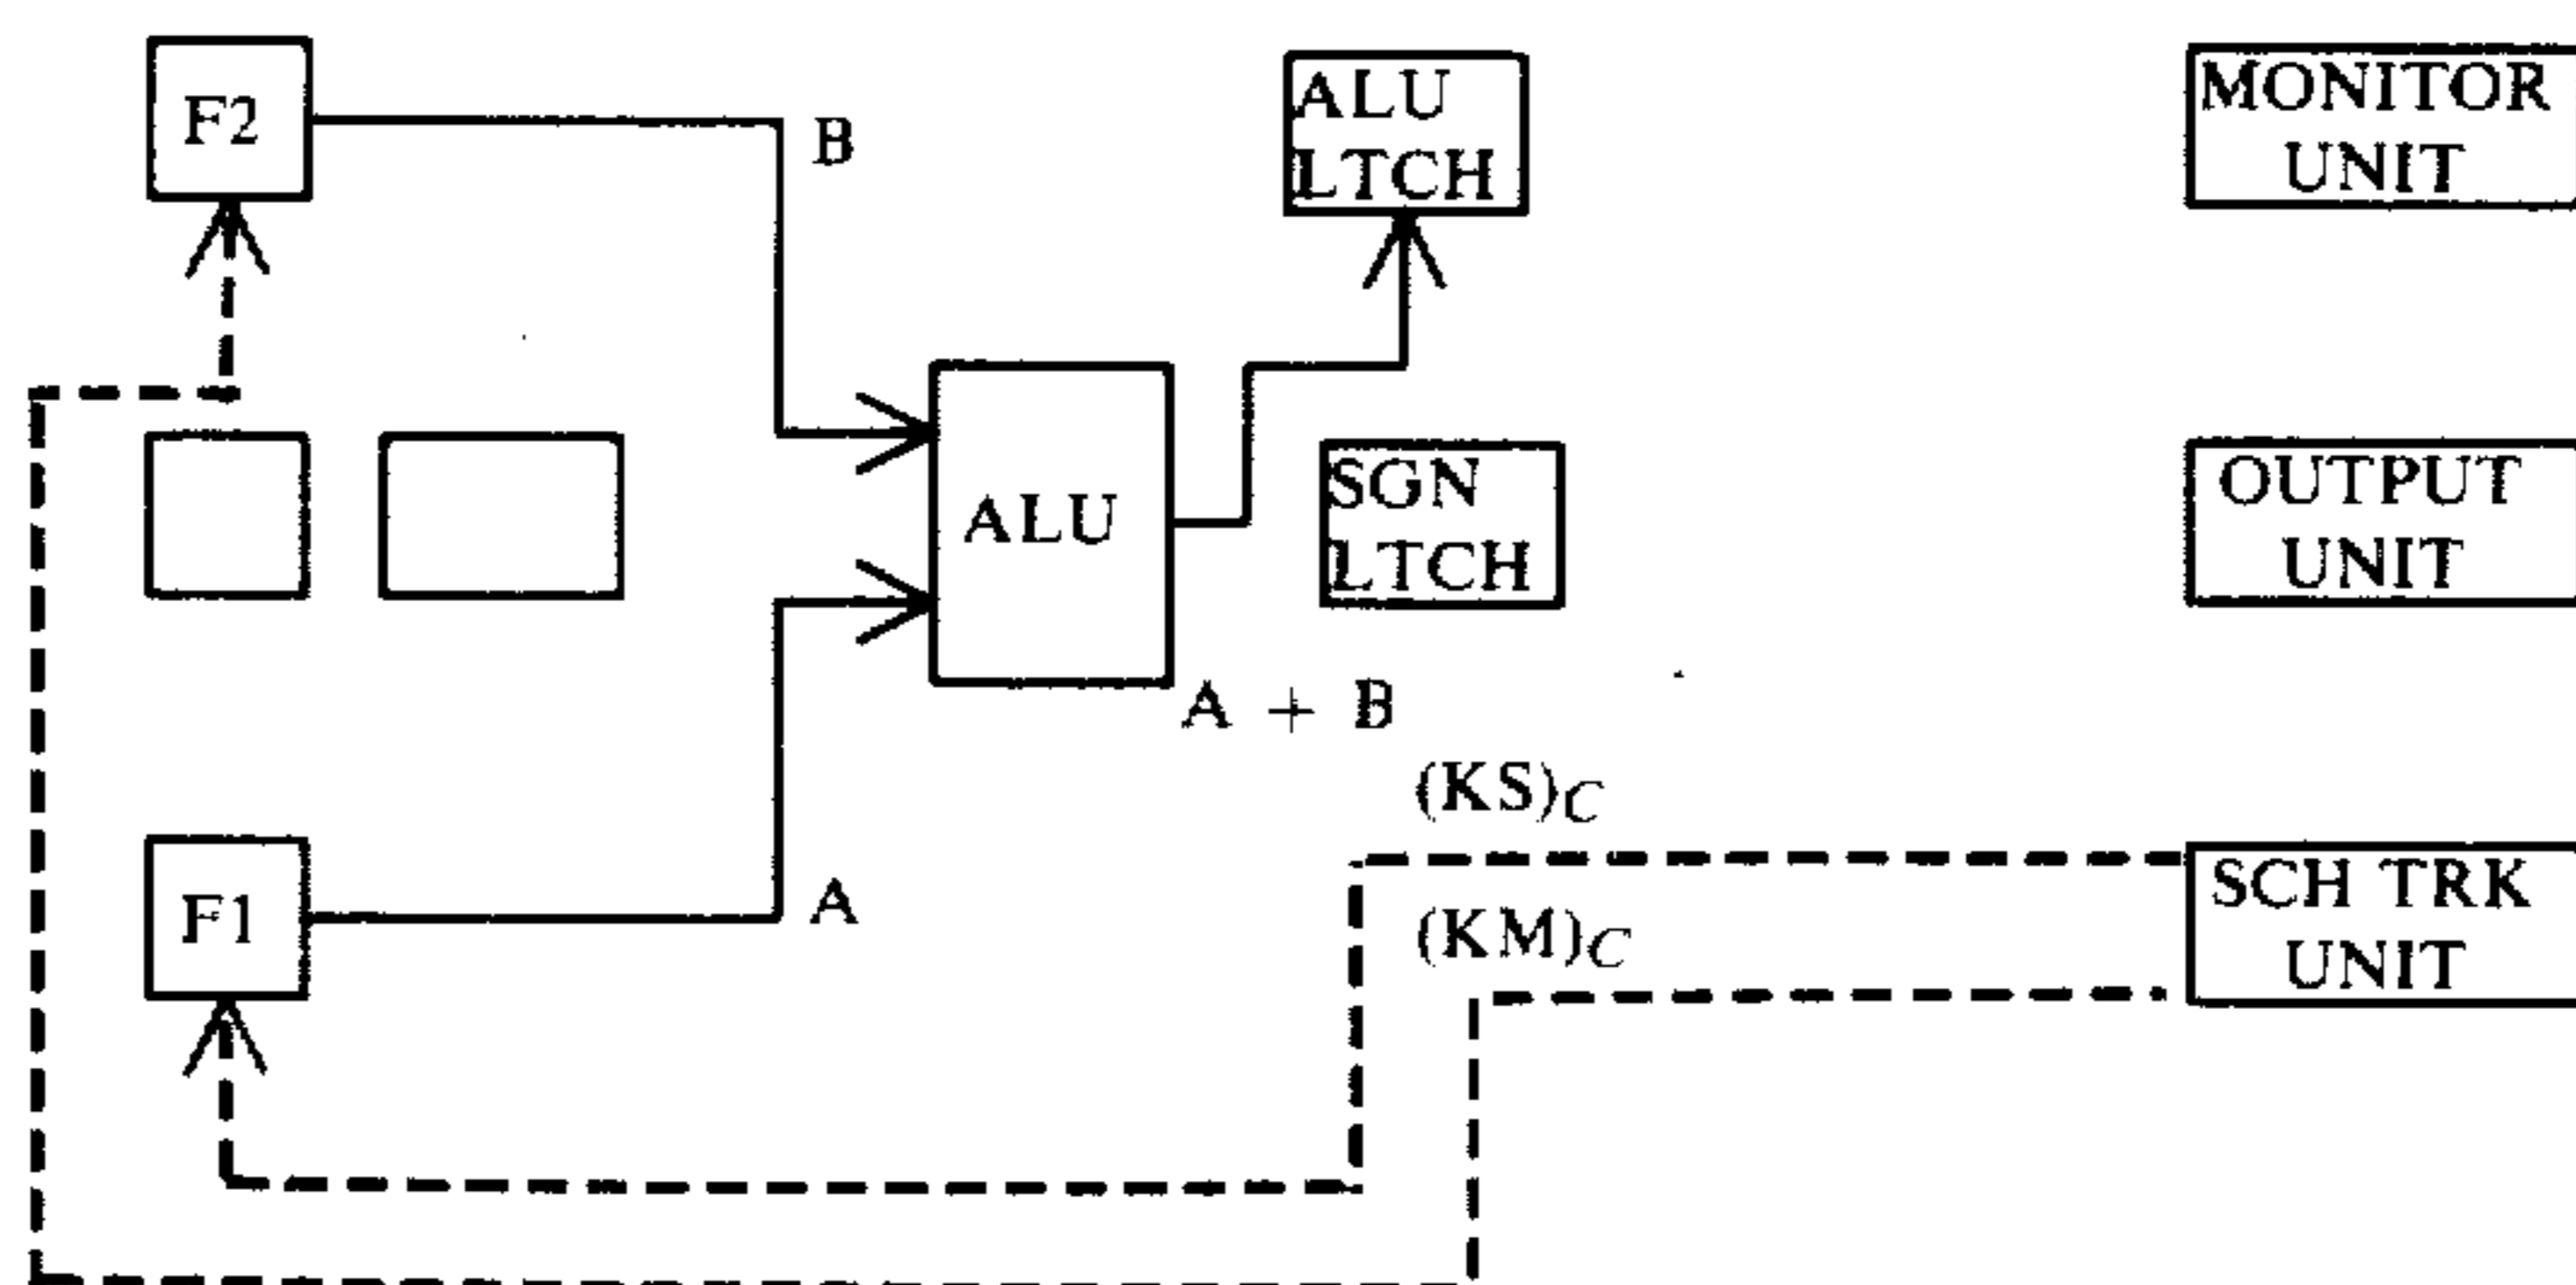 F2
B
ALU
LTCH
MONITOR
UNIT
ALU
SGN
LTCH
OUTPUT
UNIT
A + B
(KS)C
F1
A
(KM)C
SCH TRK
UNIT